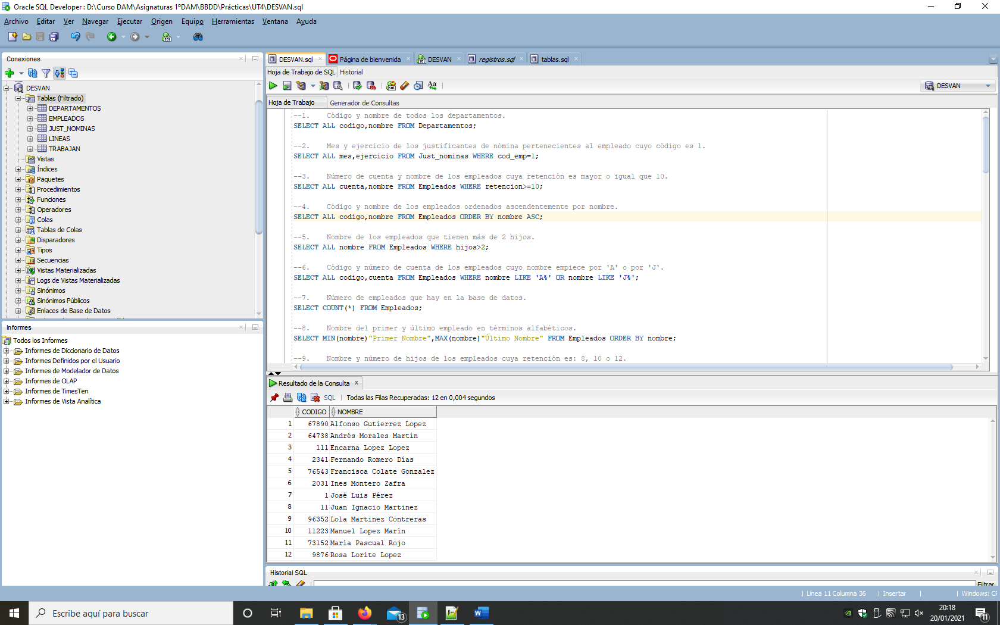 Oracle SQL Developer : D:\Curso DAM\Asignaturas 1ºDAM\BBDD\Prácticas\UT4\DESVAN.sql
Archivo Editar Ver Navegar Ejecutar Origen Equipo Herramientas Ventana Ayuda
Conexiones
DESVAN
Tablas (Filtrado)
DEPARTAMENTOS
EMPLEADOS
JUST_NOMINAS
LINEAS
TRABAJAN
Vistas
Índices
Paquetes
Procedimientos
Funciones
Operadores
Colas
Tablas de Colas
Disparadores
Tipos
Secuencias
Vistas Materializadas
Logs de Vistas Materializadas
Sinónimos
Sinónimos Públicos
Enlaces de Base de Datos
Informes
Todos los Informes
Informes de Diccionario de Datos
Informes Definidos por el Usuario
Informes de Modelador de Datos
Informes de OLAP
Informes de TimesTen
Informes de Vista Analítica
DESVAN.sql Página de bienvenida DESVAN registros.sql tablas.sql
Hoja de Trabajo de SQL Historial
DESVAN
Hoja de Trabajo Generador de Consultas
--1. Código y nombre de todos los departamentos.
SELECT ALL codigo,nombre FROM Departamentos;
--2. Mes y ejercicio de los justificantes de nómina pertenecientes al empleado cuyo código es 1.
SELECT ALL mes,ejercicio FROM Just_nominas WHERE cod_emp=1;
--3. Número de cuenta y nombre de los empleados cuya retención es mayor o igual que 10.
SELECT ALL cuenta,nombre FROM Empleados WHERE retencion>=10;
--4. Código y nombre de los empleados ordenados ascendentemente por nombre.
SELECT ALL codigo,nombre FROM Empleados ORDER BY nombre ASC;
--5. Nombre de los empleados que tienen más de 2 hijos.
SELECT ALL nombre FROM Empleados WHERE hijos>2;
--6. Código y número de cuenta de los empleados cuyo nombre empiece por 'A' o por 'J'.
SELECT ALL codigo,cuenta FROM Empleados WHERE nombre LIKE 'A%' OR nombre LIKE 'J%';
--7. Número de empleados que hay en la base de datos.
SELECT COUNT(*) FROM Empleados;
--8. Nombre del primer y último empleado en términos alfabéticos.
SELECT MIN(nombre)"Primer Nombre",MAX(nombre)"Último Nombre" FROM Empleados ORDER BY nombre;
--9. Nombre y número de hijos de los empleados cuya retención es: 8, 10 o 12.
Resultado de la Consulta
SQL Todas las Filas Recuperadas: 12 en 0,004 segundos
CODIGO NOMBRE
1 67890 Alfonso Gutierrez Lopez
2 64738 Andrés Morales Martín
3 111 Encarna Lopez Lopez
4 2341 Fernando Romero Días
5 76543 Francisca Colate Gonzalez
6 2031 Ines Montero Zafra
7 1 José Luis Pérez
8 11 Juan Ignacio Martinez
9 96352 Lola Martinez Contreras
10 11223 Manuel Lopez Marín
11 73152 María Pascual Rojo
12 9876 Rosa Lorite Lopez
Historial SQL
Filtrar
Línea 11 Columna 36 Insertar Windows: CF
Escribe aquí para buscar
13
20:18
20/01/2021
11